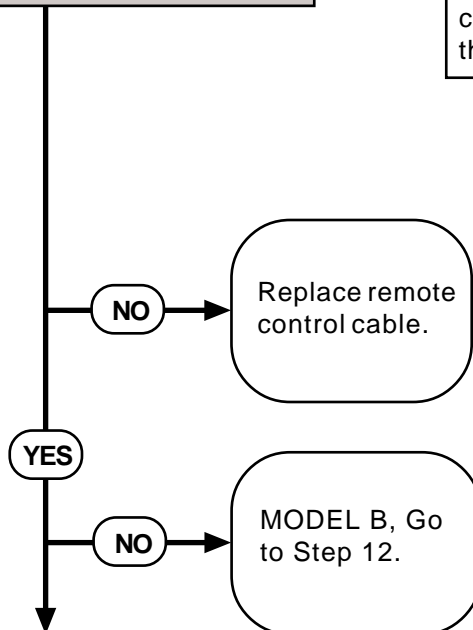 NO
Replace remote
control cable.
YES
NO
MODEL B, Go
to Step 12.